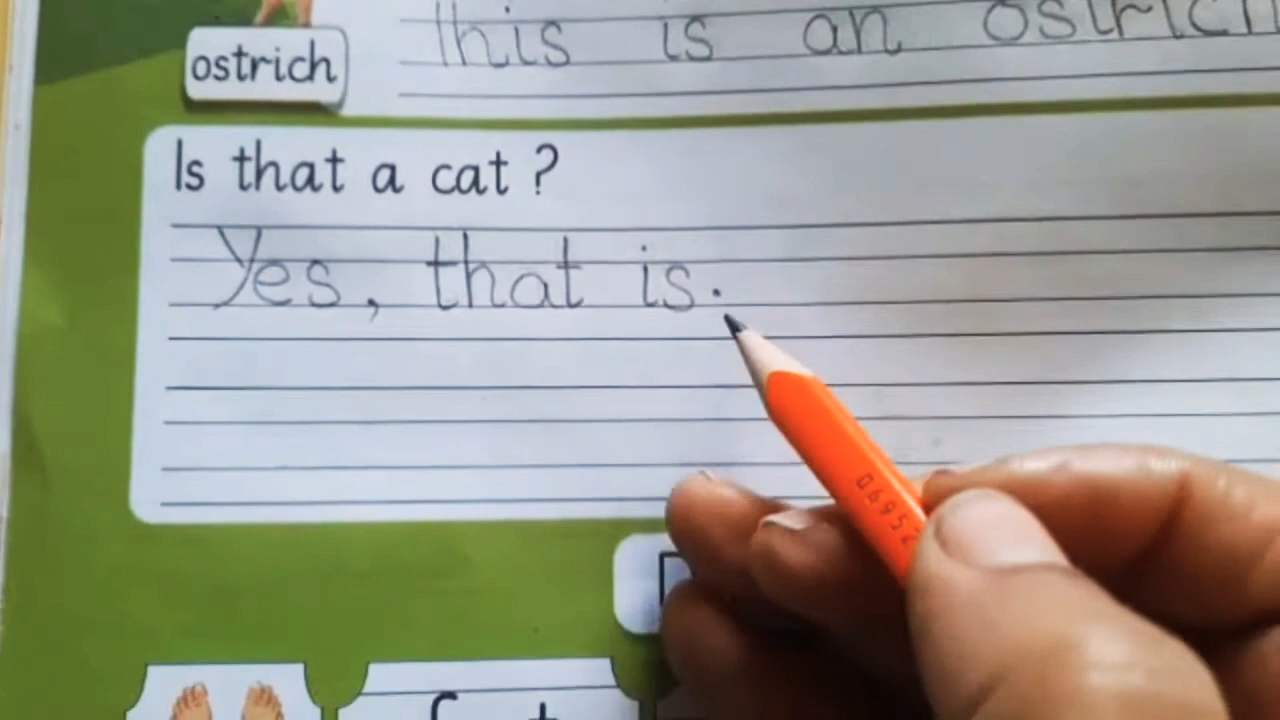 This is an ostrich
ostrich
Is that a cat ?
Yes, that is.
06952